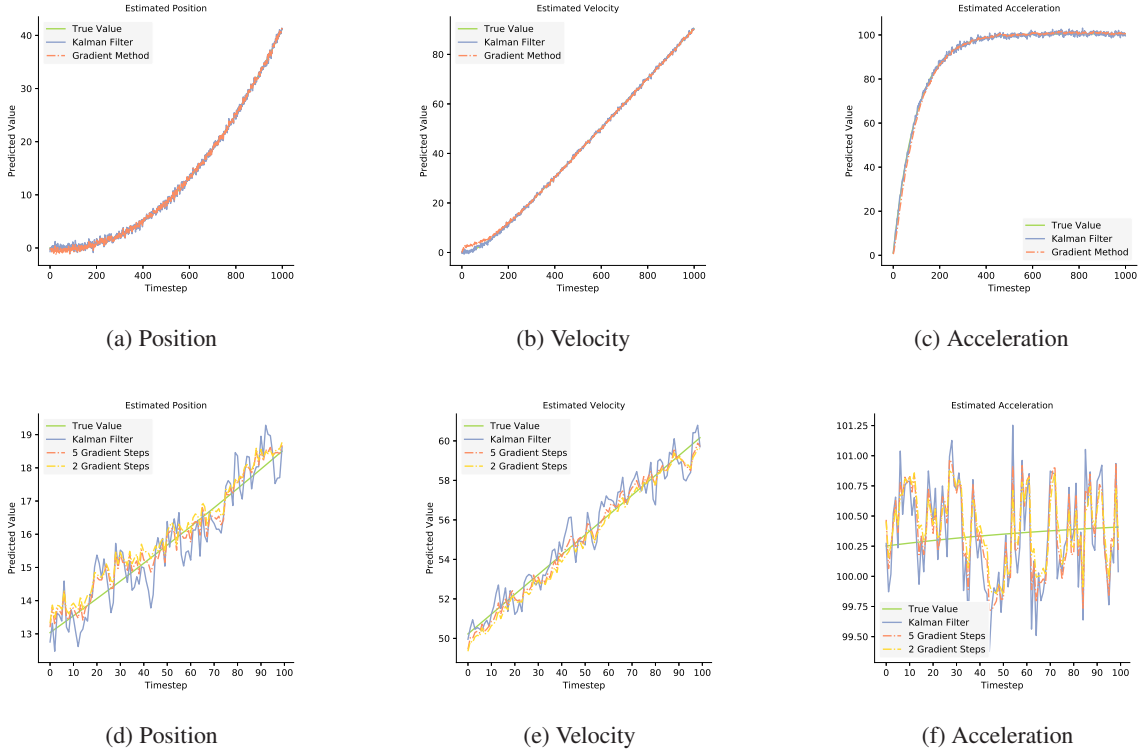 Estimated Position
True Value
Kalman Filter
Gradient Method
Predicted Value
40
30
20
10
0
0 200 400 600 800 1000
Timestep
(a) Position
Estimated Velocity
True Value
Kalman Filter
Gradient Method
Predicted Value
80
60
40
20
0
0 200 400 600 800 1000
Timestep
(b) Velocity
Estimated Acceleration
Predicted Value
100
80
60
40
20
0
True Value
Kalman Filter
Gradient Method
0 200 400 600 800 1000
Timestep
(c) Acceleration
Estimated Position
True Value
Kalman Filter
5 Gradient Steps
2 Gradient Steps
Predicted Value
19
18
17
16
15
14
13
0 10 20 30 40 50 60 70 80 90 100
Timestep
(d) Position
Estimated Velocity
True Value
Kalman Filter
5 Gradient Steps
2 Gradient Steps
Predicted Value
60
58
56
54
52
50
0 10 20 30 40 50 60 70 80 90 100
Timestep
(e) Velocity
Estimated Acceleration
Predicted Value
101.25
101.00
100.75
100.50
100.25
100.00
99.75
99.50
True Value
Kalman Filter
5 Gradient Steps
2 Gradient Steps
0 10 20 30 40 50 60 70 80 90 100
Timestep
(f) Acceleration